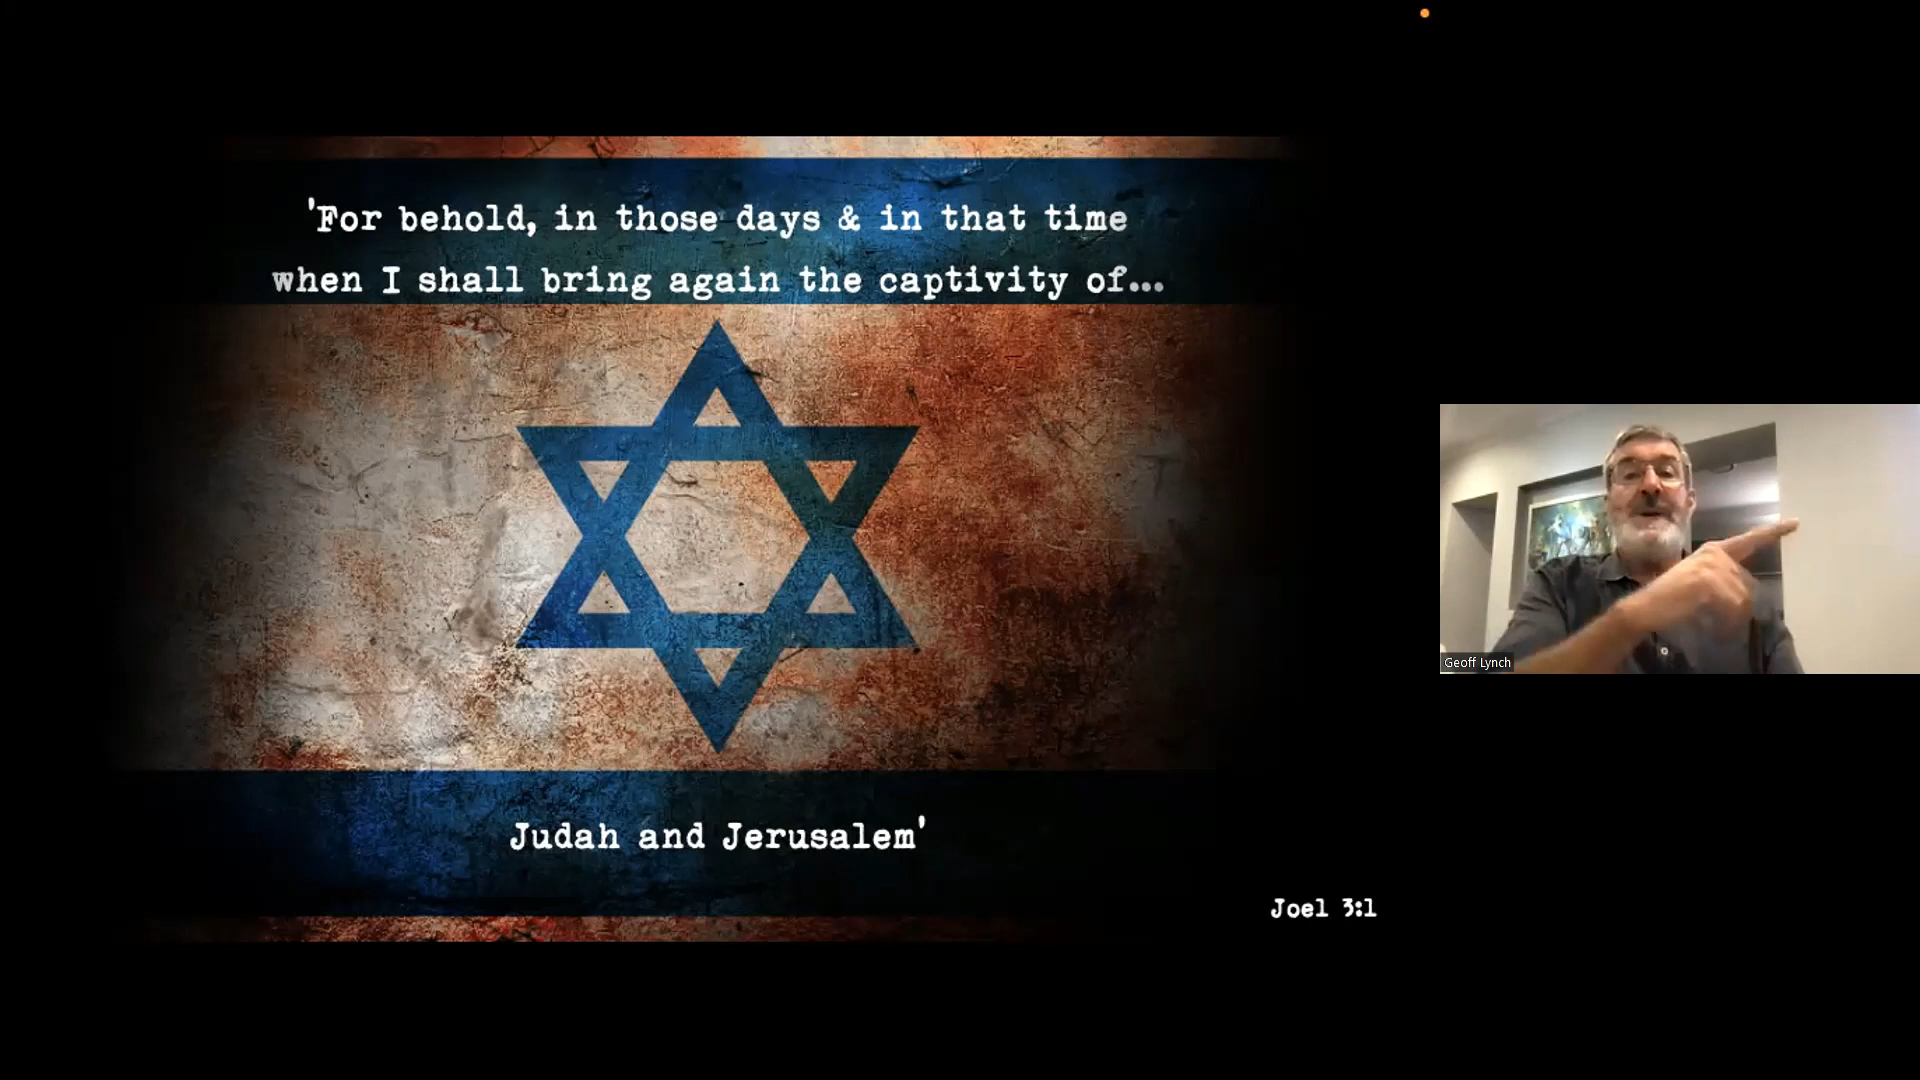 'For behold, in those days & in that time
when I shall bring again the captivity of...
Judah and Jerusalem'
Joel 3:1
Geoff Lynch